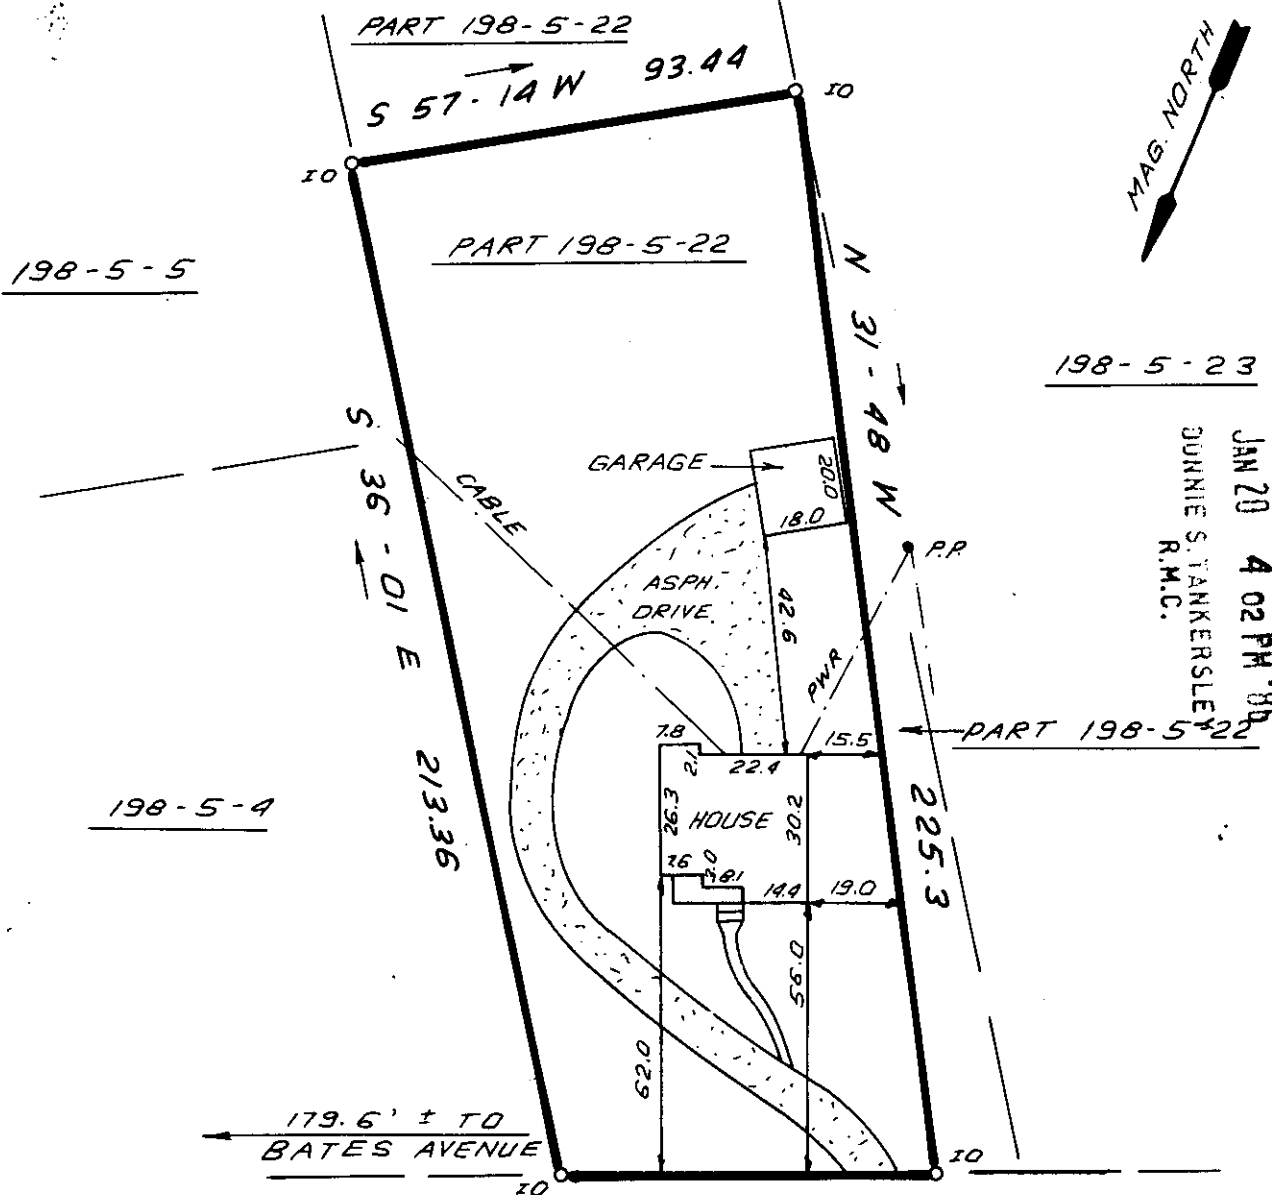 PART 198-5-22
S 57-14 W 93.44
IO
IO
MAG. NORTH
PART 198-5-22
198-5-5
N 31-48 W
225.3
198-5-23
JAN 20 4 02 PM '86
DONNIE S. TANKERSLEY
R.M.C.
S 36-01 E
213.36
GARAGE
20.0
18.0
CABLE
P.P.
ASPH.
DRIVE
42.6
PWR
PART 198-5-22
7.8
2.1
22.4
15.5
198-5-4
26.3
HOUSE
30.2
7.6
2.0
8.1
14.4
19.0
59.0
62.0
179.6' ± TO
BATES AVENUE
IO
IO